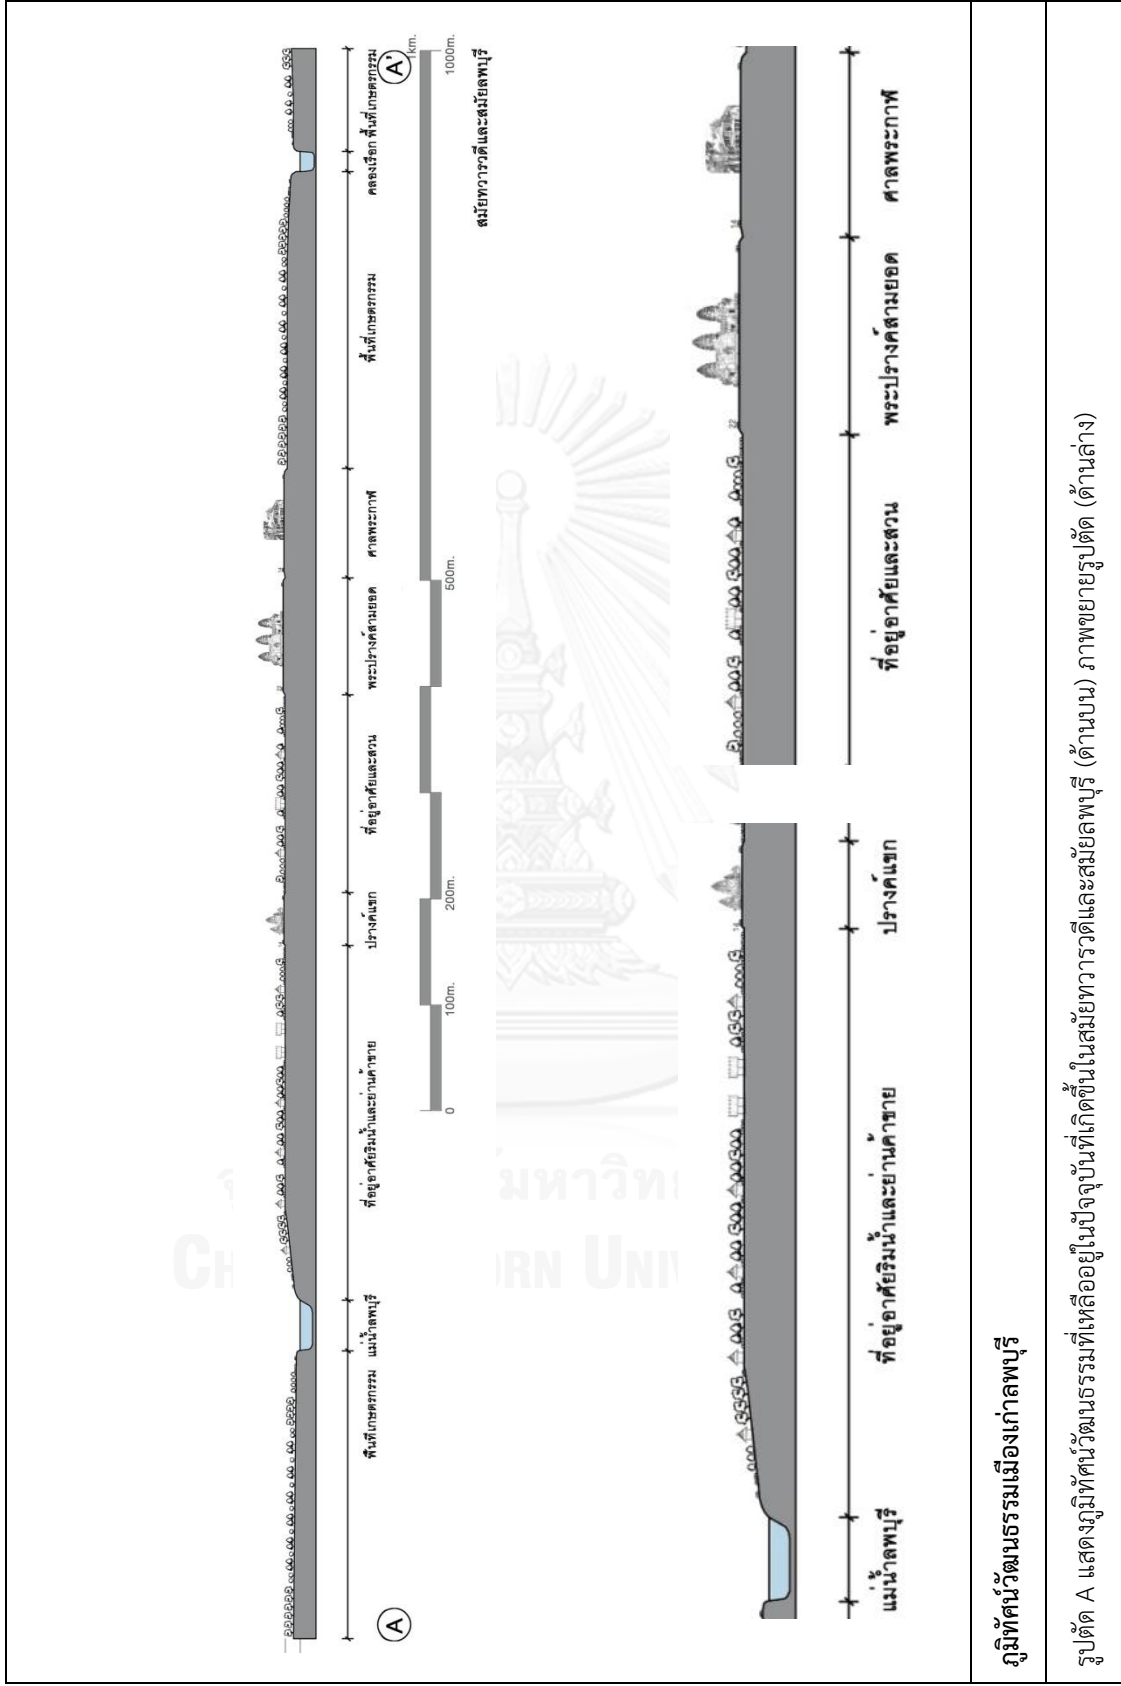 A
A'
พื้นที่เกษตรกรรม
แม่น้ำลพบุรี
ที่อยู่อาศัยริมน้ำและย่านค้าขาย
ปรางค์แขก
ที่อยู่อาศัยและสวน
พระปรางค์สามยอด
ศาลพระกาฬ
พื้นที่เกษตรกรรม
คลองเรือก
พื้นที่เกษตรกรรม
1km.
0
100m.
200m.
500m.
1000m.
สมัยทวารวดีและสมัยลพบุรี
แม่น้ำลพบุรี
ที่อยู่อาศัยริมน้ำและย่านค้าขาย
ปรางค์แขก
ที่อยู่อาศัยและสวน
พระปรางค์สามยอด
ศาลพระกาฬ
ภูมิทัศน์วัฒนธรรมเมืองเก่าลพบุรี
รูปตัด A แสดงภูมิทัศน์วัฒนธรรมที่เหลืออยู่ในปัจจุบันที่เกิดขึ้นในสมัยทวารวดีและสมัยลพบุรี (ด้านบน) ภาพขยายรูปตัด (ด้านล่าง)